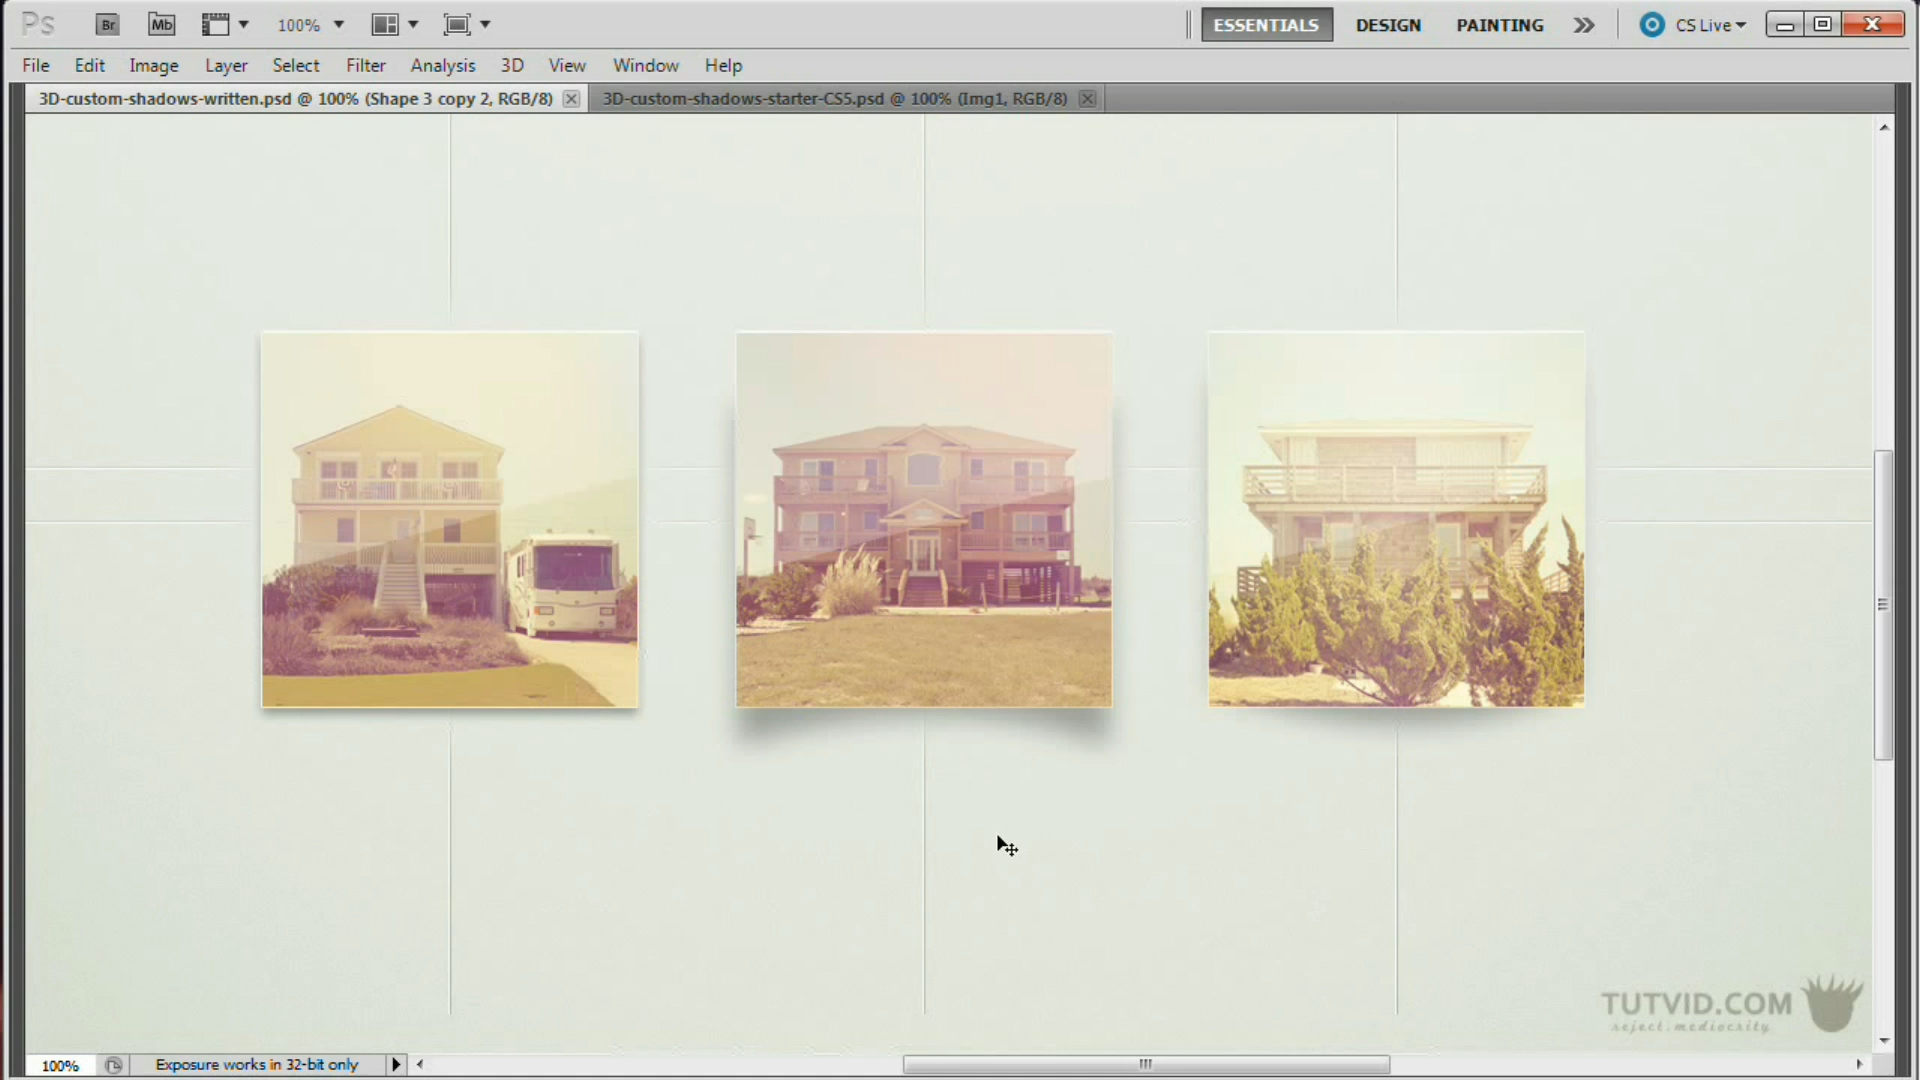 Ps Br Mb 100% ESSENTIALS DESIGN PAINTING CS Live
File Edit Image Layer Select Filter Analysis 3D View Window Help
3D-custom-shadows-written.psd @ 100% (Shape 3 copy 2, RGB/8) 3D-custom-shadows-starter-CS5.psd @ 100% (Img1, RGB/8)
TUTVID.COM
reject.mediocrity
100% Exposure works in 32-bit only